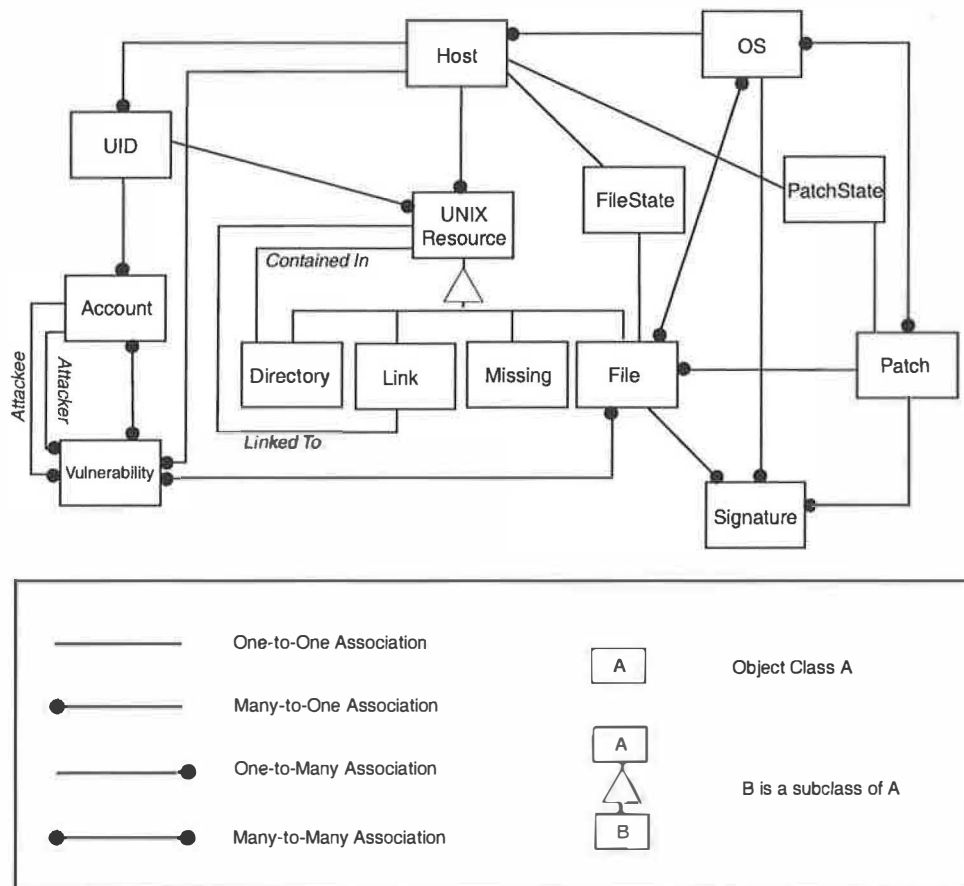 Host
OS
UID
UNIX
Resource
FileState
PatchState
Contained In
Account
Attackee
Attacker
Directory
Link
Missing
File
Patch
Linked To
Vulnerability
Signature
One-to-One Association
A
Object Class A
Many-to-One Association
A
One-to-Many Association
B is a subclass of A
B
Many-to-Many Association